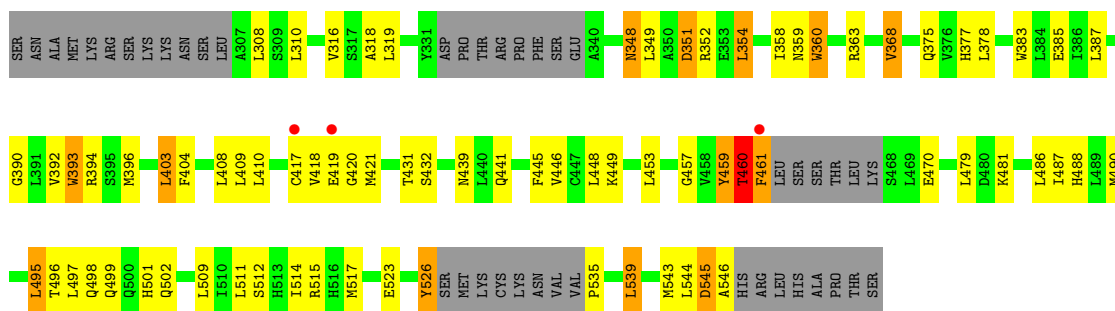 SER ASN ALA MET LYS ARG SER LYS LYS ASN SER LEU A307 L308 S309 L310 V316 S317 A318 L319 Y331 ASP PRO THR ARG PRO PHE SER GLU A340 N348 L349 A350 D351 R352 E353 L354 I358 N359 W360 R363 V368 Q375 V376 H377 L378 W383 L384 E385 I386 L387
G390 L391 V392 W393 R394 S395 M396 L403 F404 L408 L409 L410 C417 V418 E419 G420 M421 T431 S432 N439 L440 Q441 F445 V446 C447 L448 K449 L453 G457 V458 Y459 T460 F461 LEU SER SER THR LEU LYS S468 L469 E470 L479 D480 K481 L486 I487 H488 L489 M490
L495 T496 L497 Q498 Q499 Q500 H501 Q502 L509 I510 L511 S512 H513 I514 R515 H516 M517 E523 Y526 SER MET LYS CYS LYS ASN VAL VAL P535 L539 M543 L544 D545 A546 HIS ARG LEU HIS ALA PRO THR SER